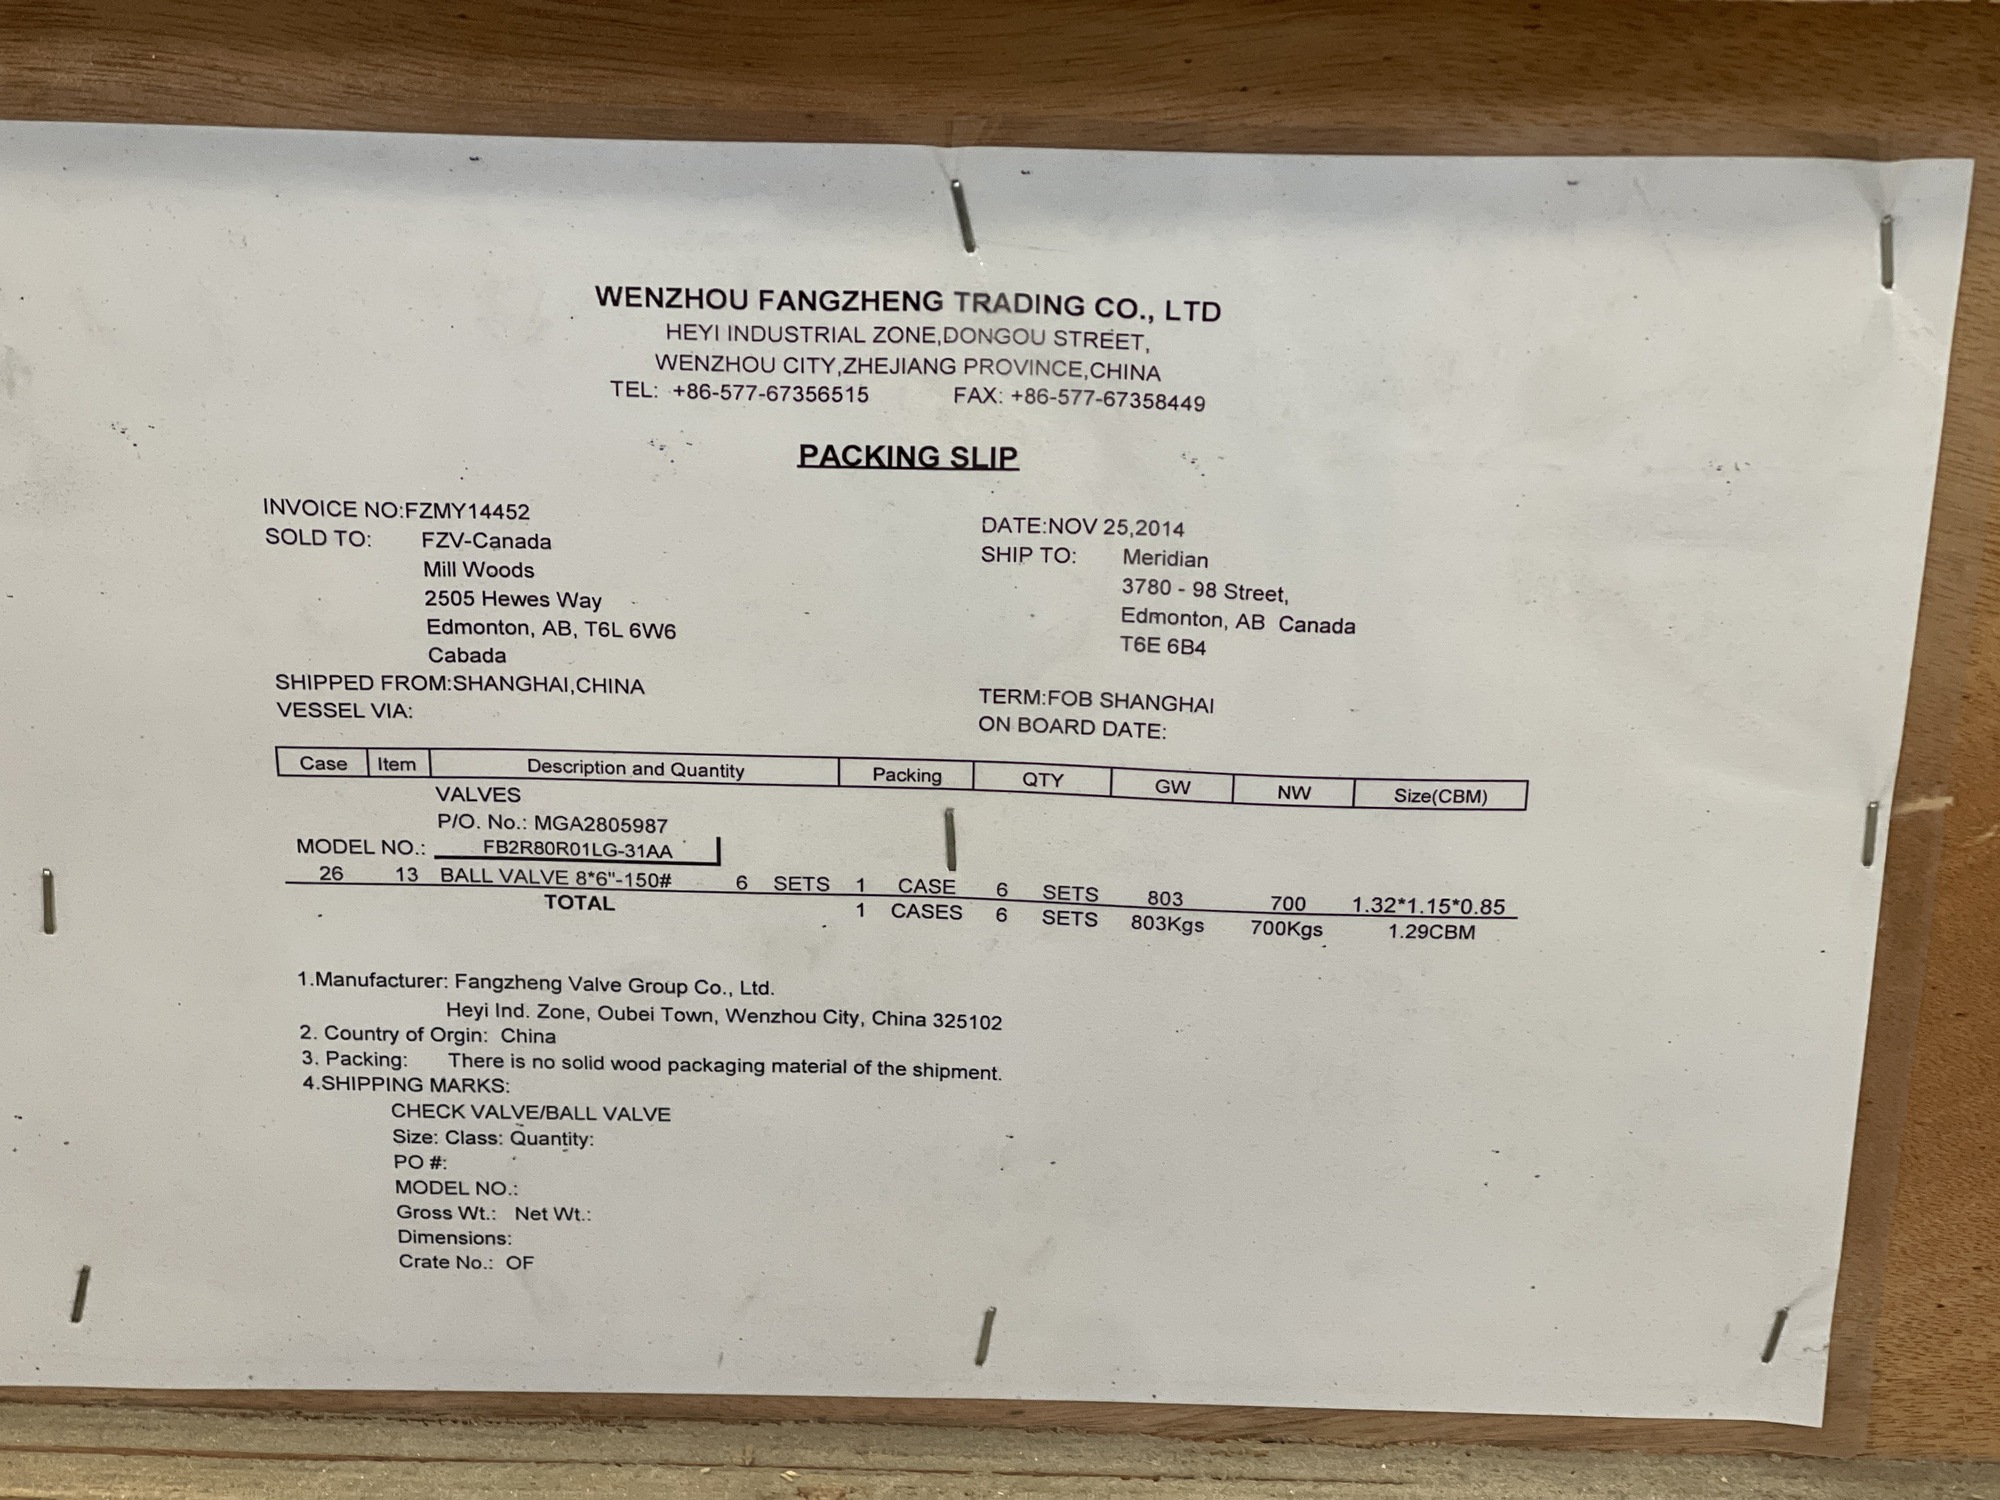 WENZHOU FANGZHENG TRADING CO., LTD
HEYI INDUSTRIAL ZONE,DONGOU STREET,
WENZHOU CITY,ZHEJIANG PROVINCE,CHINA
TEL: +86-577-67356515 FAX: +86-577-67358449
PACKING SLIP
INVOICE NO:FZMY14452 DATE:NOV 25,2014
SOLD TO: FZV-Canada SHIP TO: Meridian
Mill Woods 3780 - 98 Street,
2505 Hewes Way Edmonton, AB Canada
Edmonton, AB, T6L 6W6 T6E 6B4
Cabada
SHIPPED FROM:SHANGHAI,CHINA TERM:FOB SHANGHAI
VESSEL VIA: ON BOARD DATE:
Case Item Description and Quantity Packing QTY GW NW Size(CBM)
VALVES
P/O. No.: MGA2805987
MODEL NO.: FB2R80R01LG-31AA
26 13 BALL VALVE 8*6"-150# 6 SETS 1 CASE 6 SETS 803 700 1.32*1.15*0.85
TOTAL 1 CASES 6 SETS 803Kgs 700Kgs 1.29CBM
1.Manufacturer: Fangzheng Valve Group Co., Ltd.
Heyi Ind. Zone, Oubei Town, Wenzhou City, China 325102
2. Country of Orgin: China
3. Packing: There is no solid wood packaging material of the shipment.
4.SHIPPING MARKS:
CHECK VALVE/BALL VALVE
Size: Class: Quantity:
PO #:
MODEL NO.:
Gross Wt.: Net Wt.:
Dimensions:
Crate No.: OF